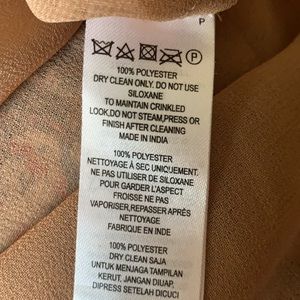 P
100% POLYESTER
DRY CLEAN ONLY. DO NOT USE
SILOXANE
TO MAINTAIN CRINKLED
LOOK,DO NOT STEAM,PRESS OR
FINISH AFTER CLEANING
MADE IN INDIA
100% POLYESTER
NETTOYAGE À SEC UNIQUEMENT.
NE PAS UTILISER DE SILOXANE
POUR GARDER L'ASPECT
FROISSE NE PAS
VAPORISER,REPASSER APRÈS
NETTOYAGE
FABRIQUE EN INDE
100% POLYESTER
DRY CLEAN SAJA
UNTUK MENJAGA TAMPILAN
KERUT, JANGAN DIUAP,
DIPRESS SETELAH DICUCI